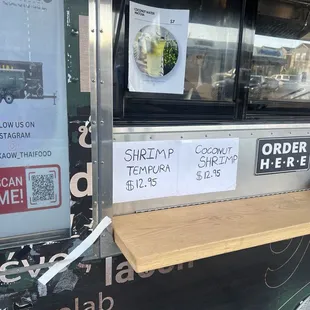 $7
LOW US ON
STAGRAM
KAOW_THAIFOOD
SCAN
ME!
SHRIMP
TEMPURA
$12.95
COCONUT
SHRIMP
$12.95
ORDER
HERE